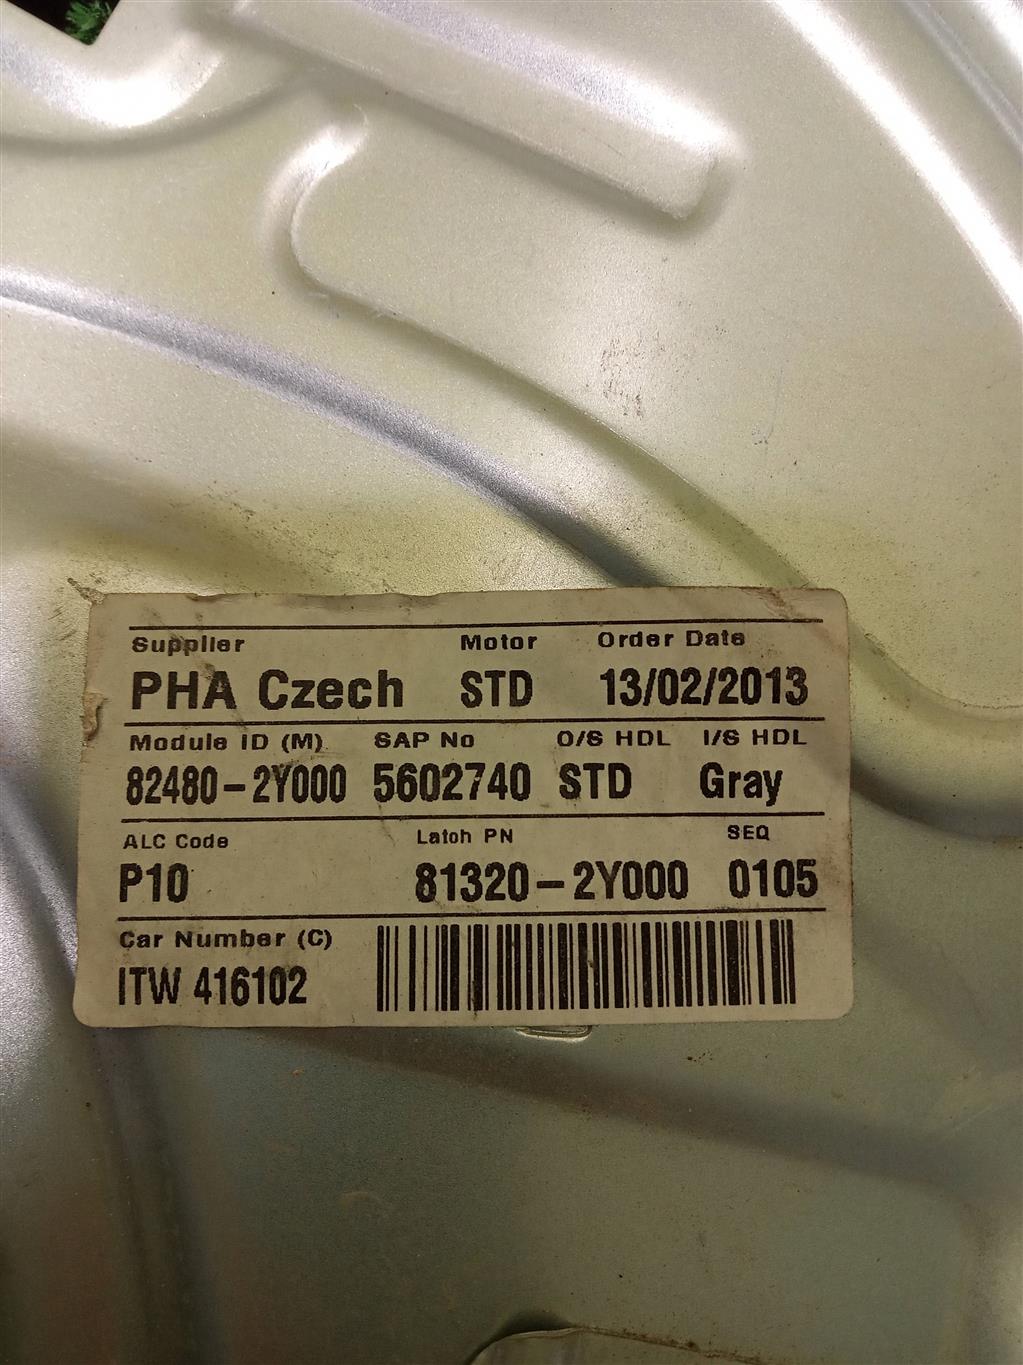 Supplier Motor Order Date
PHA Czech STD 13/02/2013
Module ID (M) SAP No O/S HDL I/S HDL
82480-2Y000 5602740 STD Gray
ALC Code Latch PN SEQ
P10 81320-2Y000 0105
Car Number (C)
ITW 416102